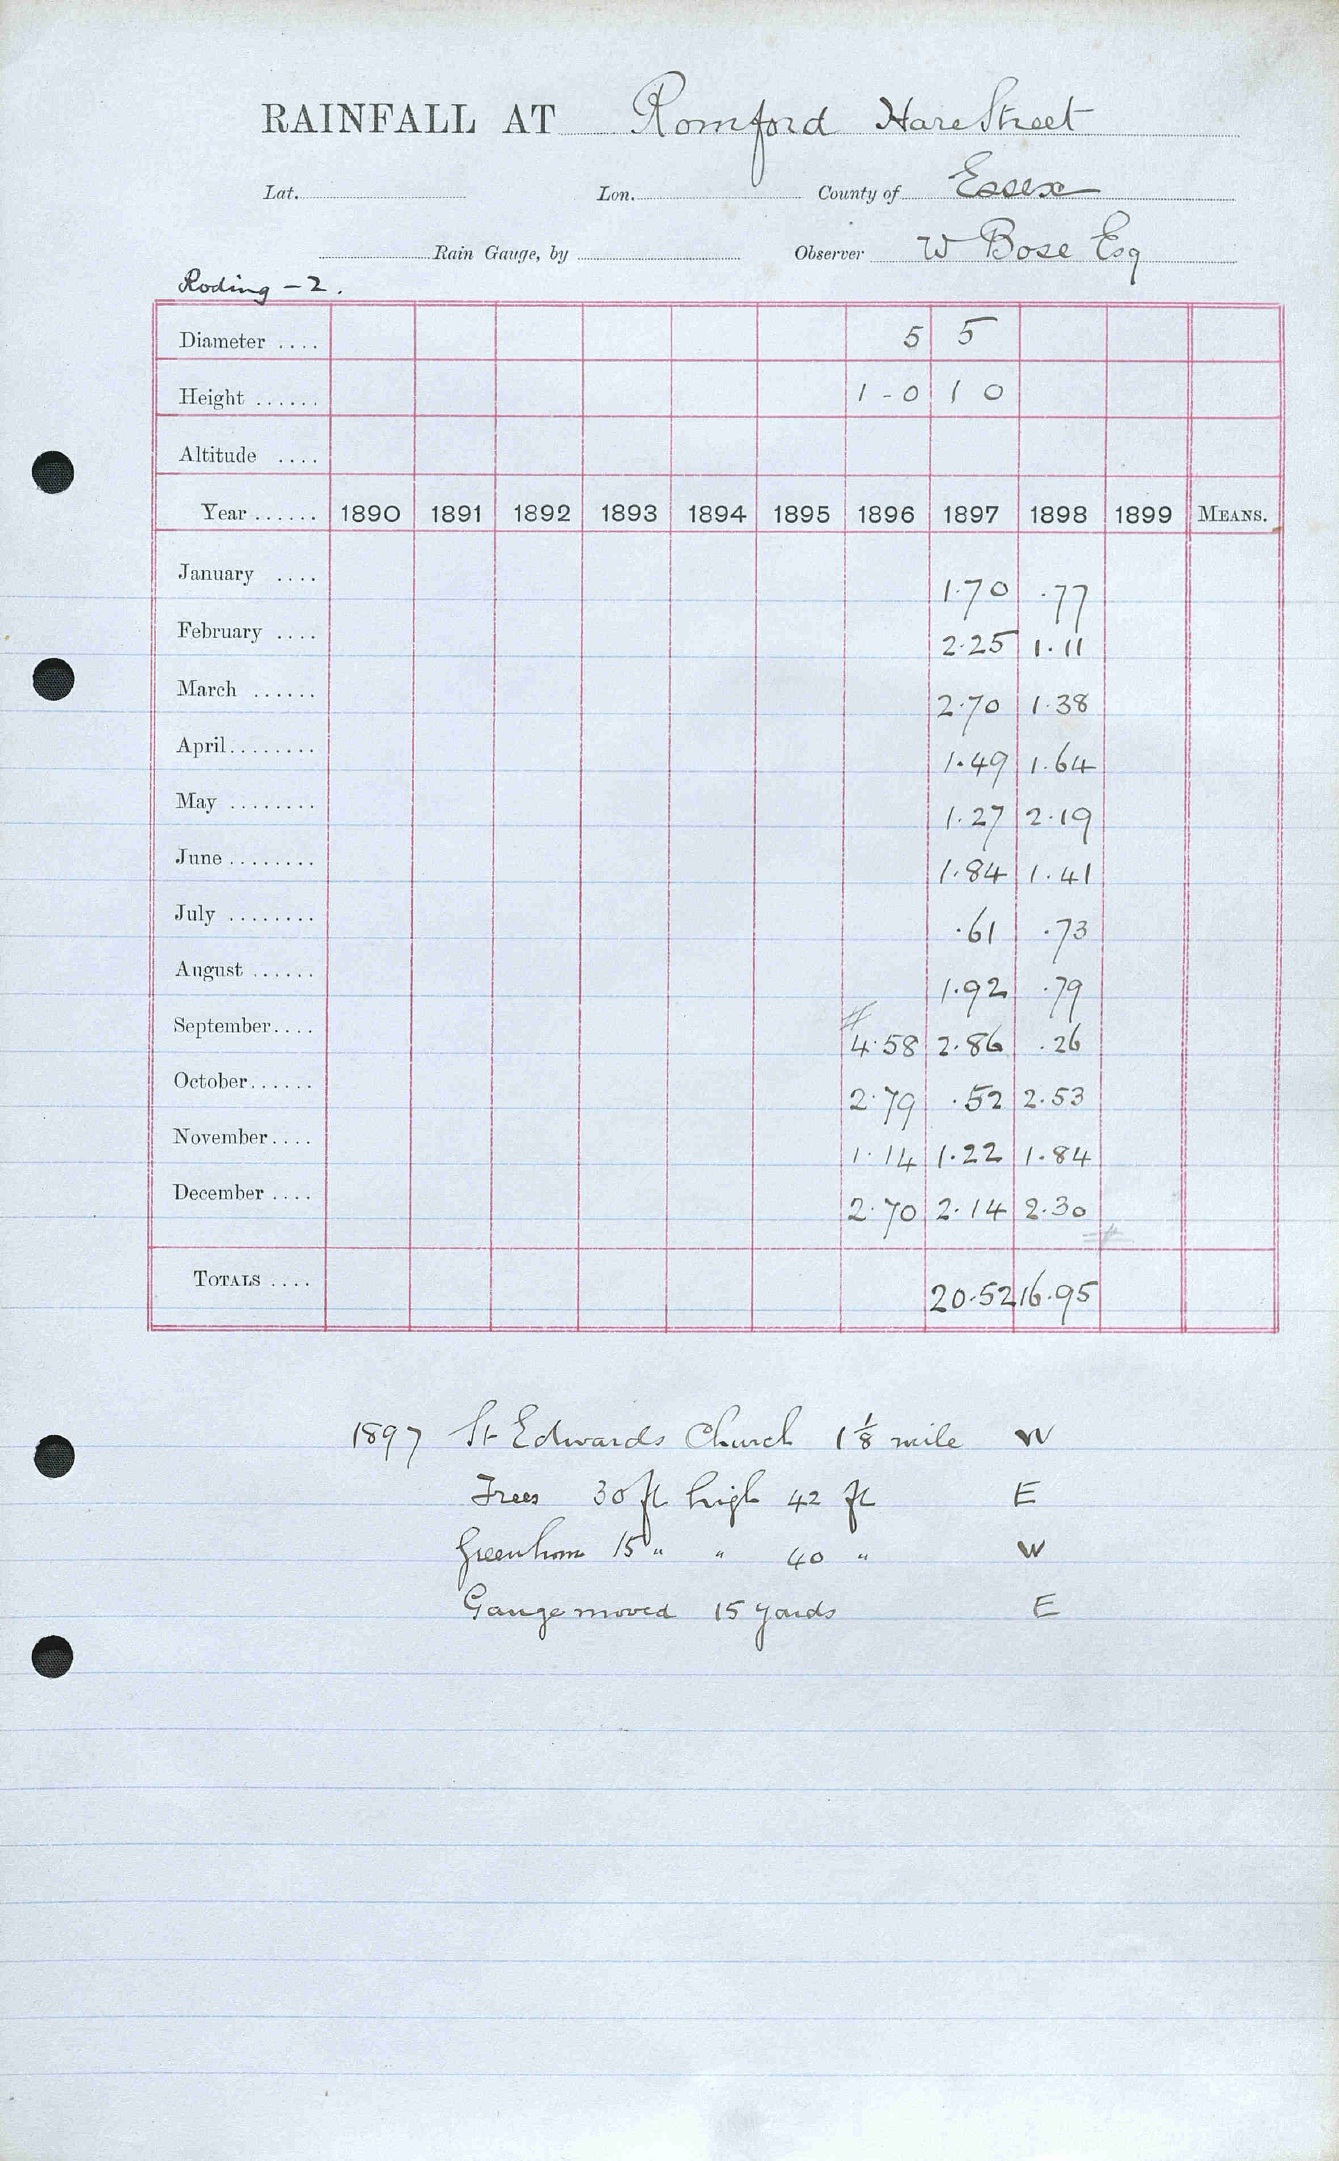 RAINFALL AT Romford Hare Street
Lat. Lon. County of Essex
Rain Gauge, by Observer W Bose Esq
Roding - 2.
Diameter .... 5 5
Height ...... 1 - 0 1 0
Altitude ....
Year ...... 1890 1891 1892 1893 1894 1895 1896 1897 1898 1899 MEANS.
January .... 1.70 .77
February .... 2.25 1.11
March ...... 2.70 1.38
April........ 1.49 1.64
May ........ 1.27 2.19
June ........ 1.84 1.41
July ........ .61 .73
August ...... 1.92 .79
September.... 4.58 2.86 .26
October...... 2.79 .52 2.53
November.... 1.14 1.22 1.84
December .... 2.70 2.14 2.30
TOTALS .... 20.52 16.95
1897 St Edwards Church 1 1/8 mile W
Trees 30 ft high 42 ft E
Greenhouse 15 " " 40 " W
Gauge moved 15 yards E